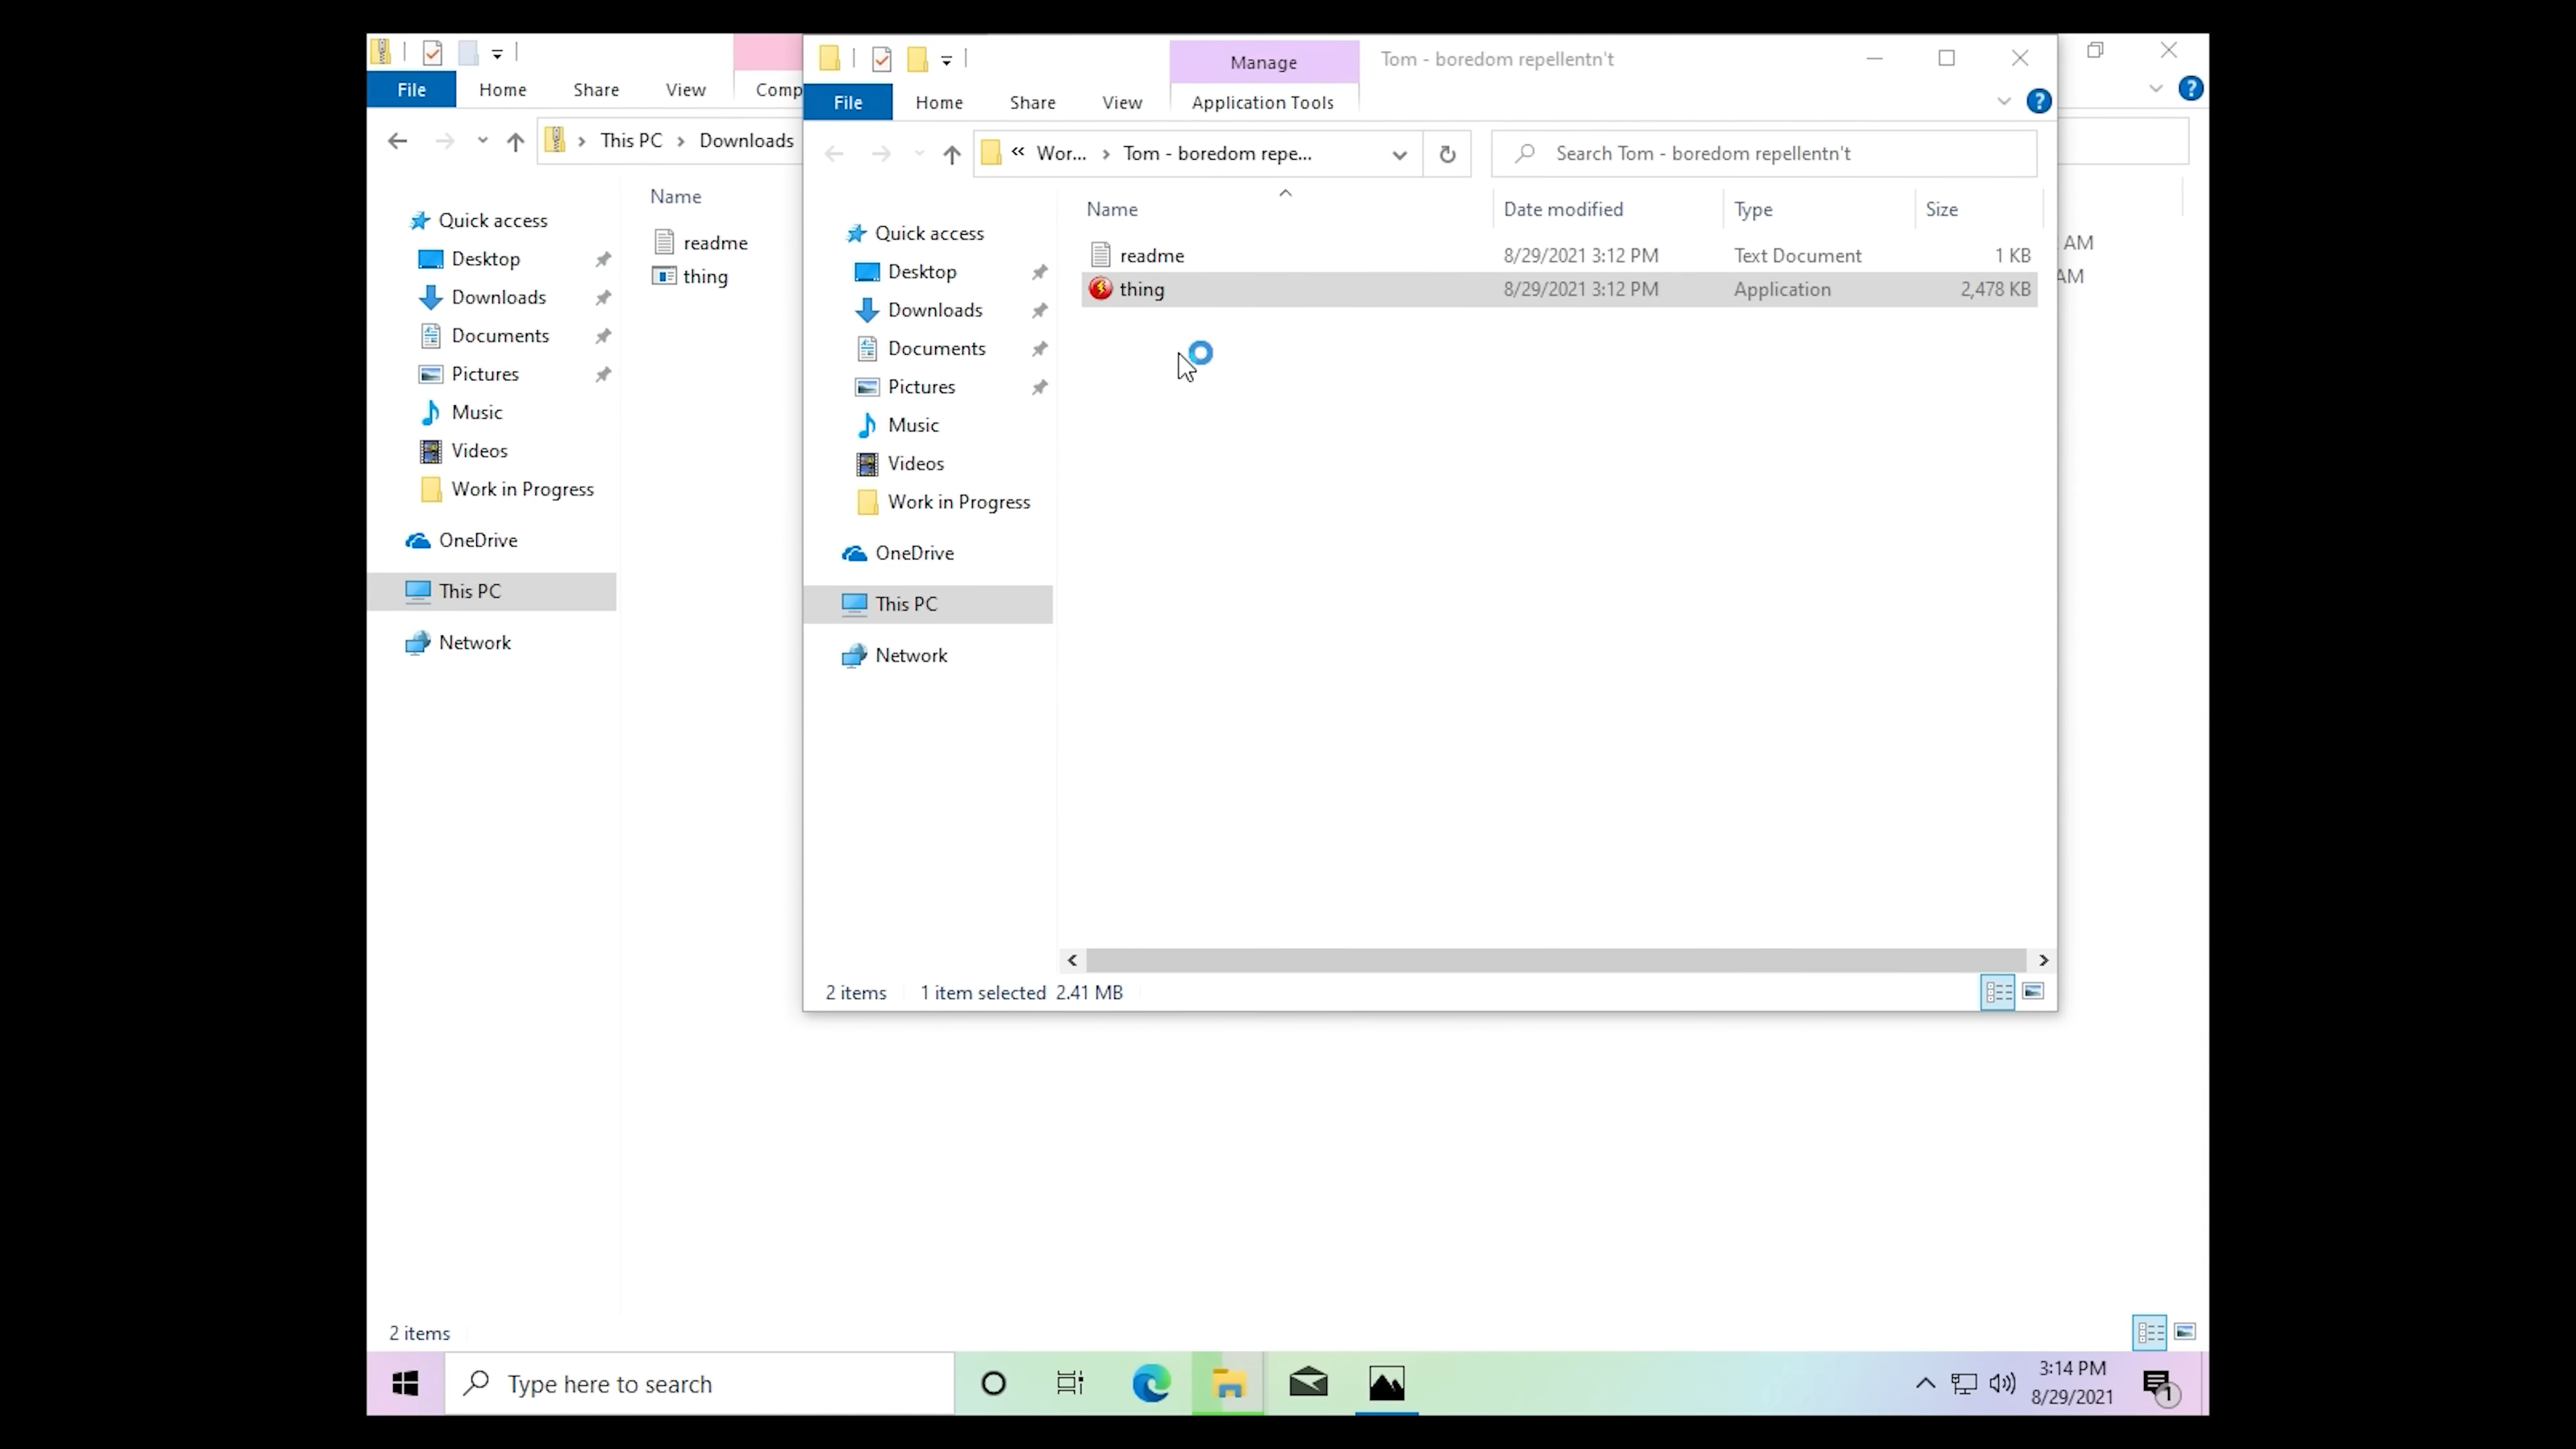 File
Home
Share
View
Comp
This PC
Downloads
Quick access
Desktop
Downloads
Documents
Pictures
Music
Videos
Work in Progress
OneDrive
This PC
Network
Name
readme
thing
2 items
Manage
Tom - boredom repellentn't
File
Home
Share
View
Application Tools
« Wor... › Tom - boredom repe...
Search Tom - boredom repellentn't
Quick access
Desktop
Downloads
Documents
Pictures
Music
Videos
Work in Progress
OneDrive
This PC
Network
Name Date modified Type Size
readme 8/29/2021 3:12 PM Text Document 1 KB
thing 8/29/2021 3:12 PM Application 2,478 KB
2 items 1 item selected 2.41 MB
AM
AM
Type here to search
3:14 PM
8/29/2021
1